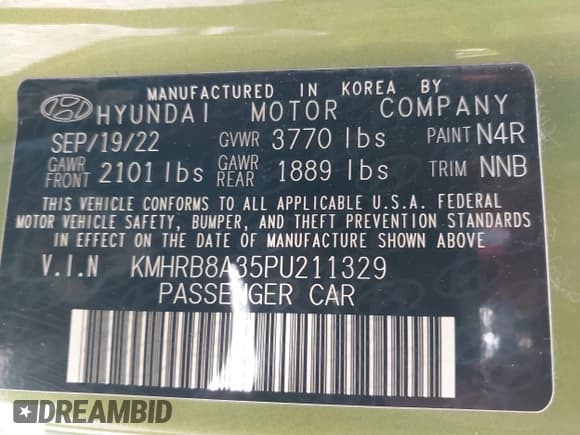 MANUFACTURED IN KOREA BY
HYUNDAI MOTOR COMPANY
SEP/19/22 GVWR 3770 lbs PAINT N4R
GAWR FRONT 2101 lbs GAWR REAR 1889 lbs TRIM NNB
THIS VEHICLE CONFORMS TO ALL APPLICABLE U.S.A. FEDERAL
MOTOR VEHICLE SAFETY, BUMPER, AND THEFT PREVENTION STANDARDS
IN EFFECT ON THE DATE OF MANUFACTURE SHOWN ABOVE
V.I.N KMHRB8A35PU211329
PASSENGER CAR
DREAMBID